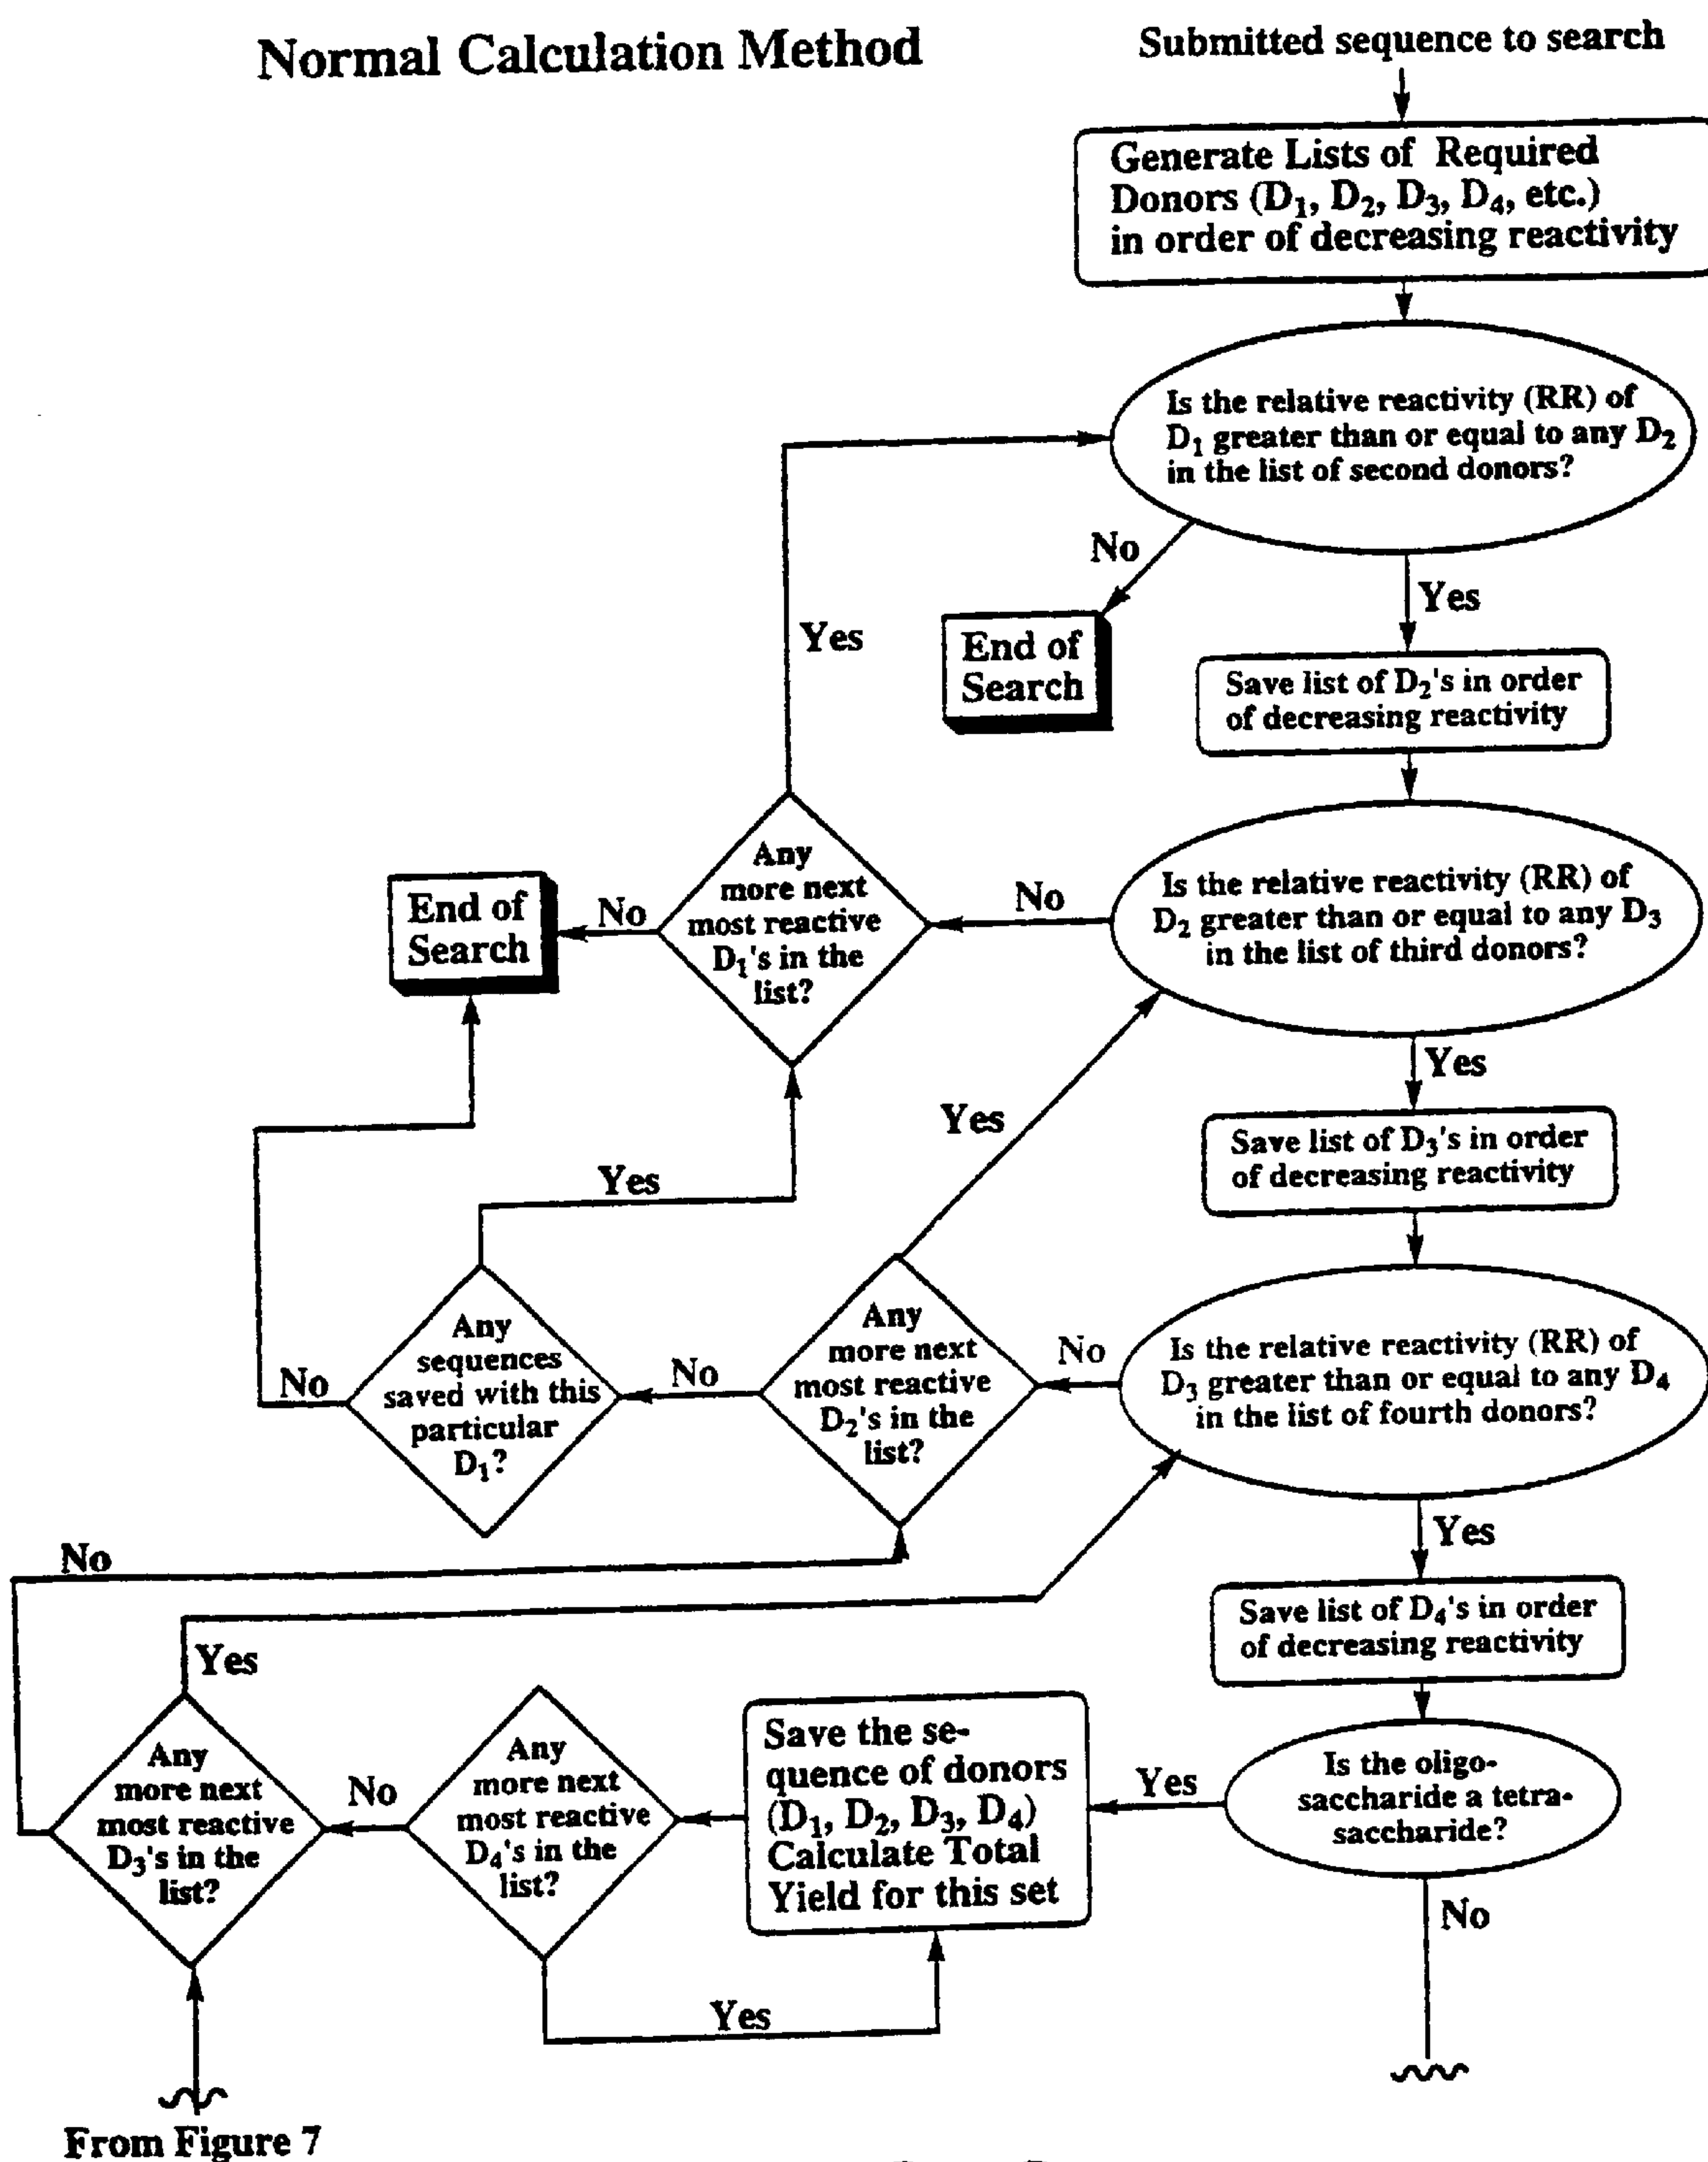 Normal Calculation Method
Submitted sequence to search
Generate Lists of Required
Donors (D₁, D₂, D₃, D₄, etc.)
in order of decreasing reactivity
Is the relative reactivity (RR) of
D₁ greater than or equal to any D₂
in the list of second donors?
No
Yes
End of
Search
Yes
Save list of D₂'s in order
of decreasing reactivity
Any
more next
most reactive
D₁'s in the
list?
No
End of
Search
No
Is the relative reactivity (RR) of
D₂ greater than or equal to any D₃
in the list of third donors?
Yes
Yes
Save list of D₃'s in order
of decreasing reactivity
Yes
Any
sequences
saved with this
particular
D₁?
No
No
Any
more next
most reactive
D₂'s in the
list?
No
Is the relative reactivity (RR) of
D₃ greater than or equal to any D₄
in the list of fourth donors?
Yes
No
Save list of D₄'s in order
of decreasing reactivity
Yes
Any
more next
most reactive
D₃'s in the
list?
No
Any
more next
most reactive
D₄'s in the
list?
Save the se-
quence of donors
(D₁, D₂, D₃, D₄)
Calculate Total
Yield for this set
Yes
Is the oligo-
saccharide a tetra-
saccharide?
No
Yes
From Figure 7